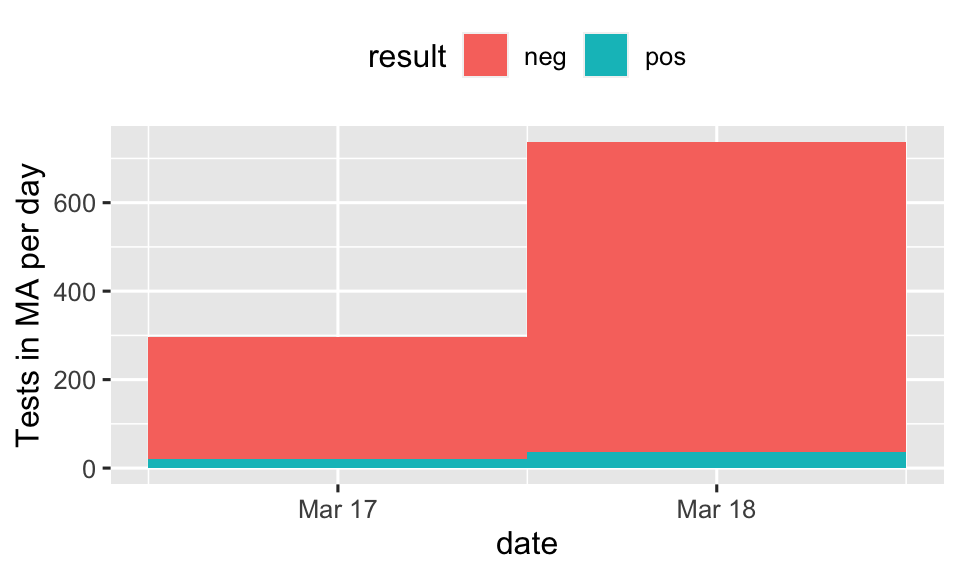 result neg pos
Tests in MA per day
600
400
200
0
Mar 17 Mar 18
date